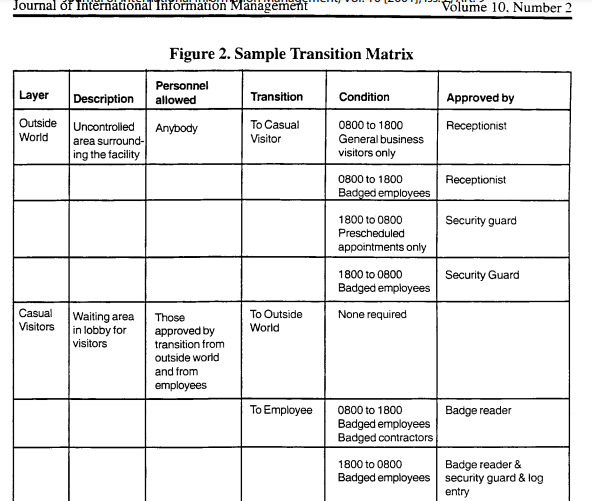 Journal of International Information Management Volume 10, Number 2
Figure 2. Sample Transition Matrix
Layer Description Personnel allowed Transition Condition Approved by
Outside World
Uncontrolled area surround-ing the facility
Anybody
To Casual Visitor
0800 to 1800
General business
visitors only
Receptionist
0800 to 1800
Badged employees
Receptionist
1800 to 0800
Prescheduled
appointments only
Security guard
1800 to 0800
Badged employees
Security Guard
Casual
Visitors
Waiting area
in lobby for
visitors
Those
approved by
transition from
outside world
and from
employees
To Outside
World
None required
To Employee
0800 to 1800
Badged employees
Badged contractors
Badge reader
1800 to 0800
Badged employees
Badge reader &
security guard & log
entry